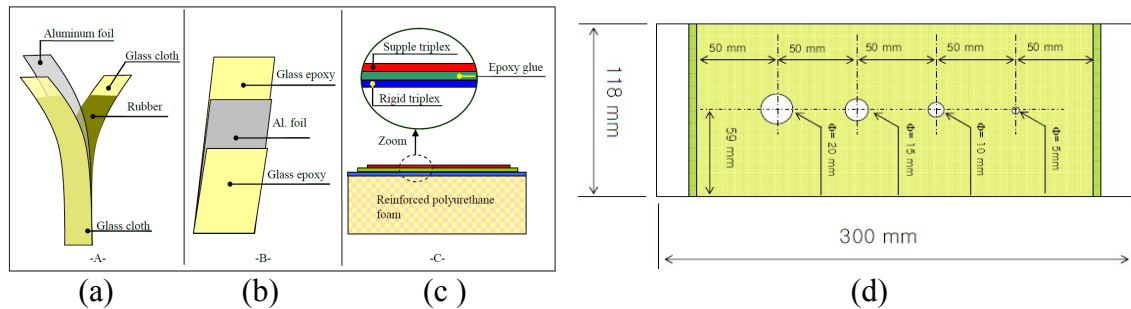 Aluminum foil
Glass cloth
Rubber
Glass cloth
-A-
Glass epoxy
Al. foil
Glass epoxy
-B-
Supple triplex
Epoxy glue
Rigid triplex
Zoom
Reinforced polyurethane
foam
-C-
(a)
(b)
(c )
118 mm
50 mm
50 mm
50 mm
50 mm
50 mm
59 mm
Φ= 20 mm
Φ= 15 mm
Φ= 10 mm
Φ= 5mm
300 mm
(d)